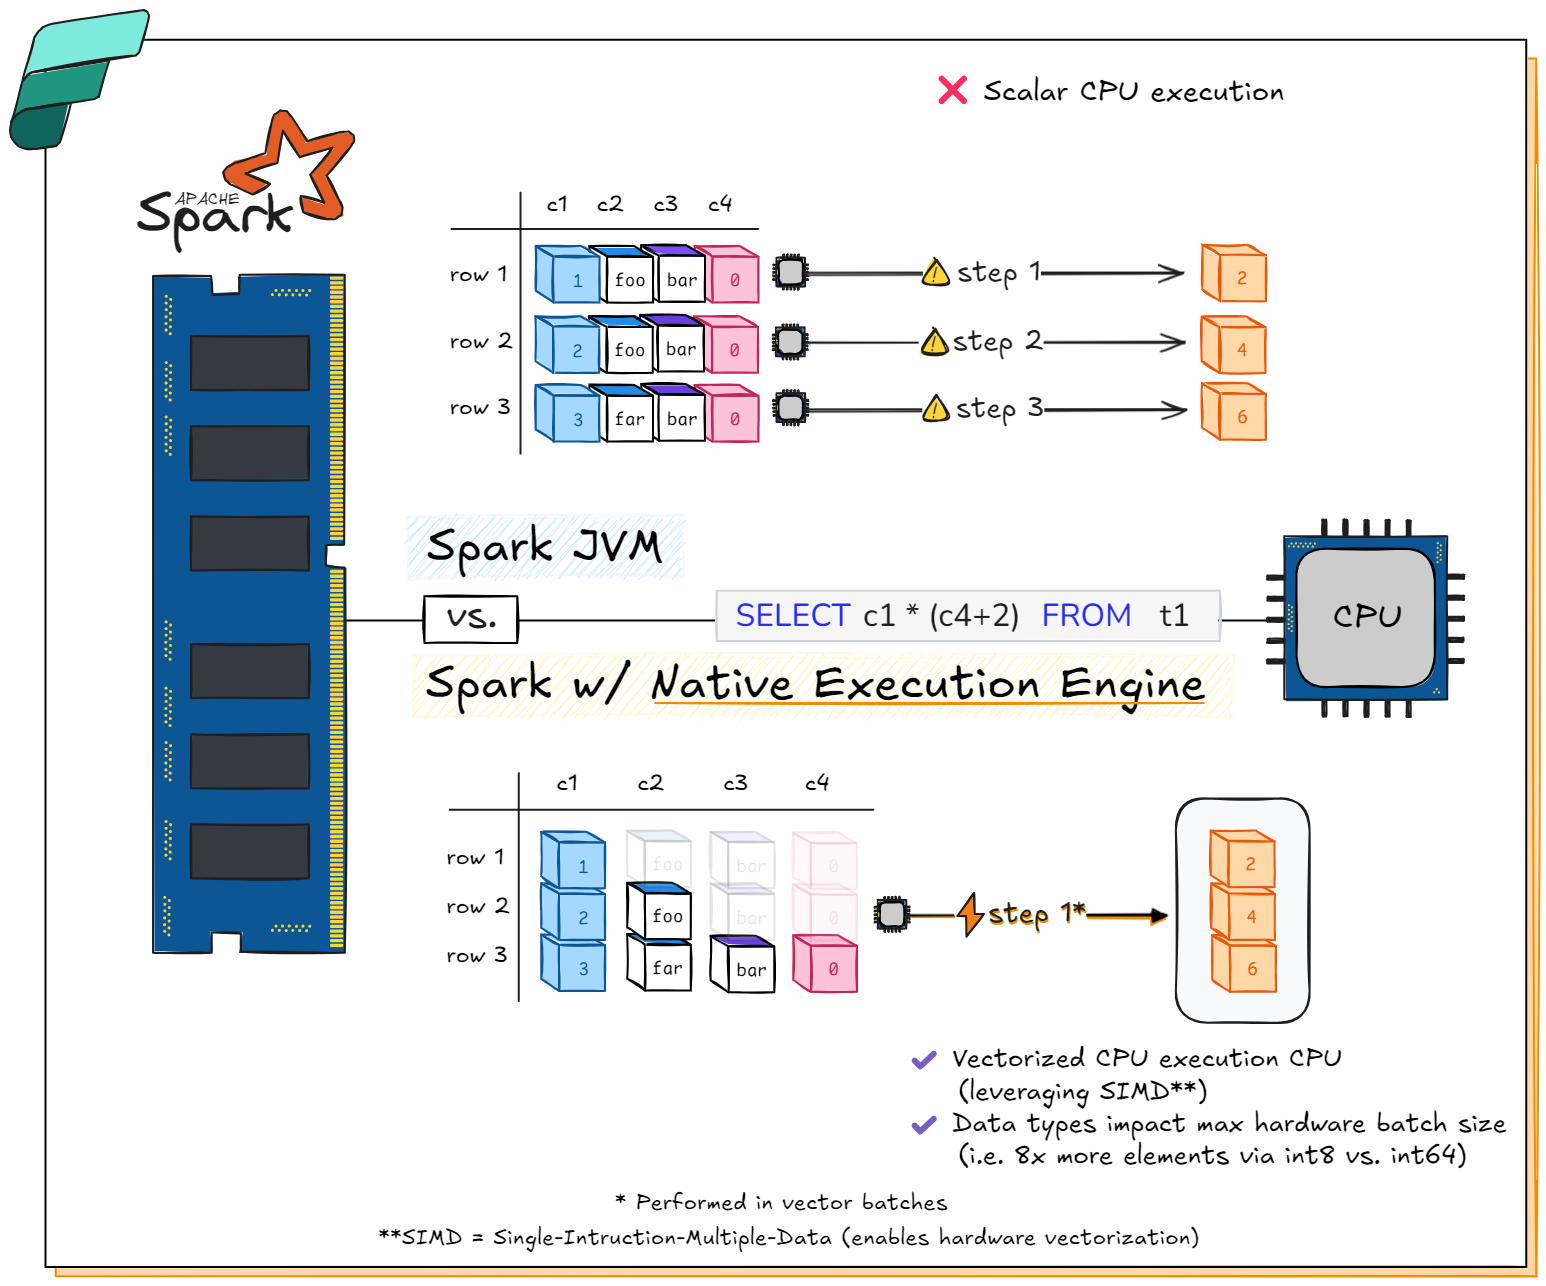 Scalar CPU execution
APACHE
Spark
c1 c2 c3 c4
row 1 1 foo bar 0 step 1 2
row 2 2 foo bar 0 step 2 4
row 3 3 far bar 0 step 3 6
Spark JVM
vs.
SELECT c1 * (c4+2) FROM t1
CPU
Spark w/ Native Execution Engine
c1 c2 c3 c4
row 1 1 foo bar 0 2
row 2 2 foo bar 0 step 1* 4
row 3 3 far bar 0 6
Vectorized CPU execution CPU
(leveraging SIMD**)
Data types impact max hardware batch size
(i.e. 8x more elements via int8 vs. int64)
* Performed in vector batches
**SIMD = Single-Intruction-Multiple-Data (enables hardware vectorization)